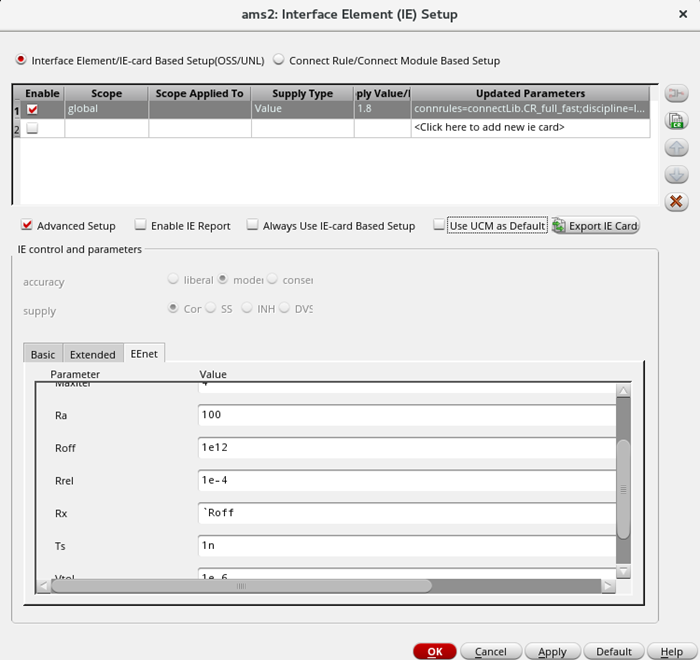 ams2: Interface Element (IE) Setup
Interface Element/IE-card Based Setup(OSS/UNL) Connect Rule/Connect Module Based Setup
Enable Scope Scope Applied To Supply Type ply Value/I Updated Parameters
1 global Value 1.8 connrules=connectLib.CR_full_fast;discipline=l...
2 <Click here to add new ie card>
Advanced Setup Enable IE Report Always Use IE-card Based Setup Use UCM as Default Export IE Card
IE control and parameters
accuracy liberal moder conser
supply Cor SS INH DVS
Basic Extended EEnet
Parameter Value
Maxiter 4
Ra 100
Roff 1e12
Rrel 1e-4
Rx `Roff
Ts 1n
Vtol 1e-6
OK Cancel Apply Default Help